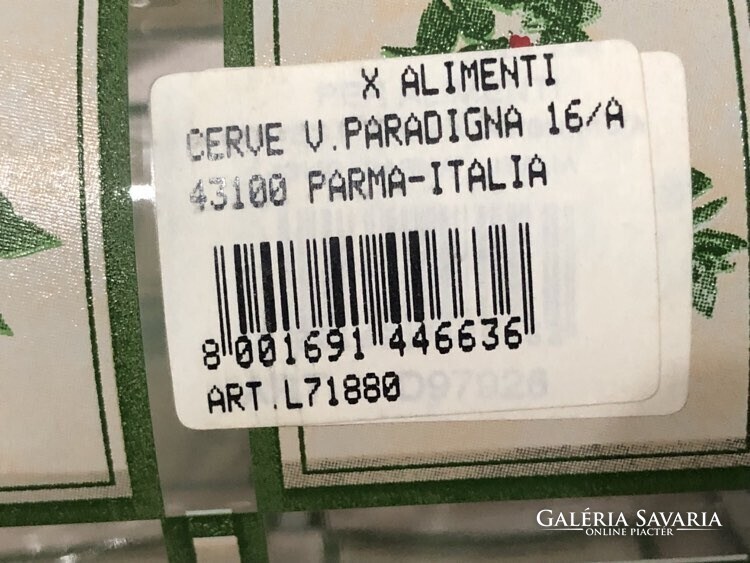 X ALIMENTI
CERVE V.PARADIGNA 16/A
43100 PARMA-ITALIA
8 001691 446636
ART.L71880
GALÉRIA SAVARIA
ONLINE PIACTÉR